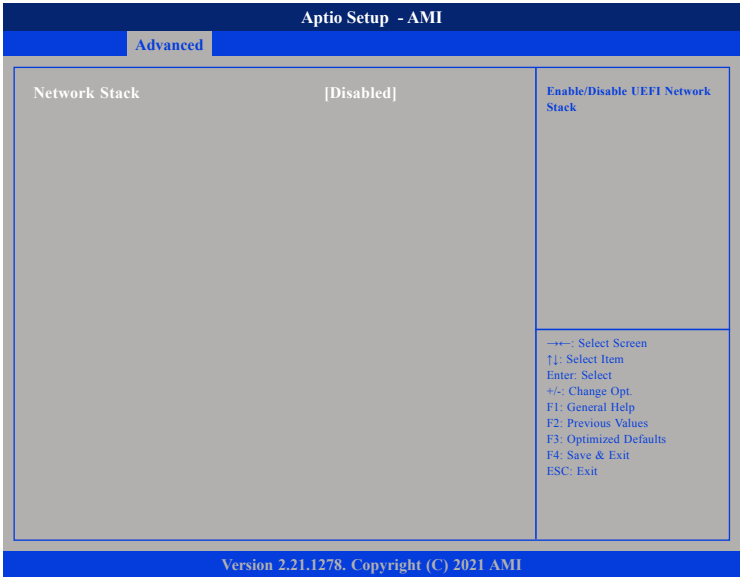 Aptio Setup - AMI
Advanced
Network Stack [Disabled]
Enable/Disable UEFI Network
Stack
→←: Select Screen
↑↓: Select Item
Enter: Select
+/-: Change Opt.
F1: General Help
F2: Previous Values
F3: Optimized Defaults
F4: Save & Exit
ESC: Exit
Version 2.21.1278. Copyright (C) 2021 AMI